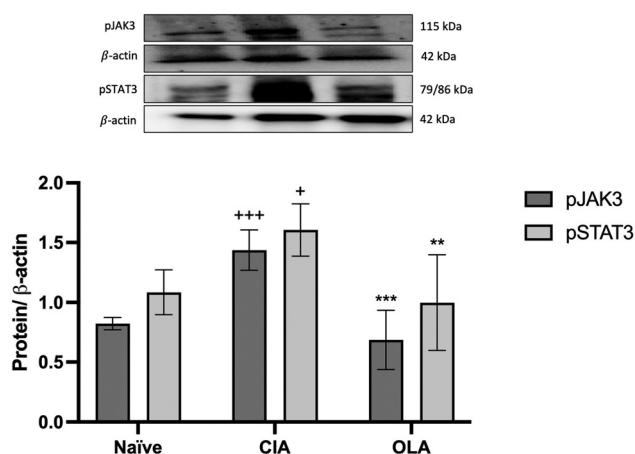 pJAK3 115 kDa
β-actin 42 kDa
pSTAT3 79/86 kDa
β-actin 42 kDa
Protein/ β-actin
2.0
1.5
1.0
0.5
0.0
+++
+
***
**
Naïve CIA OLA
pJAK3
pSTAT3